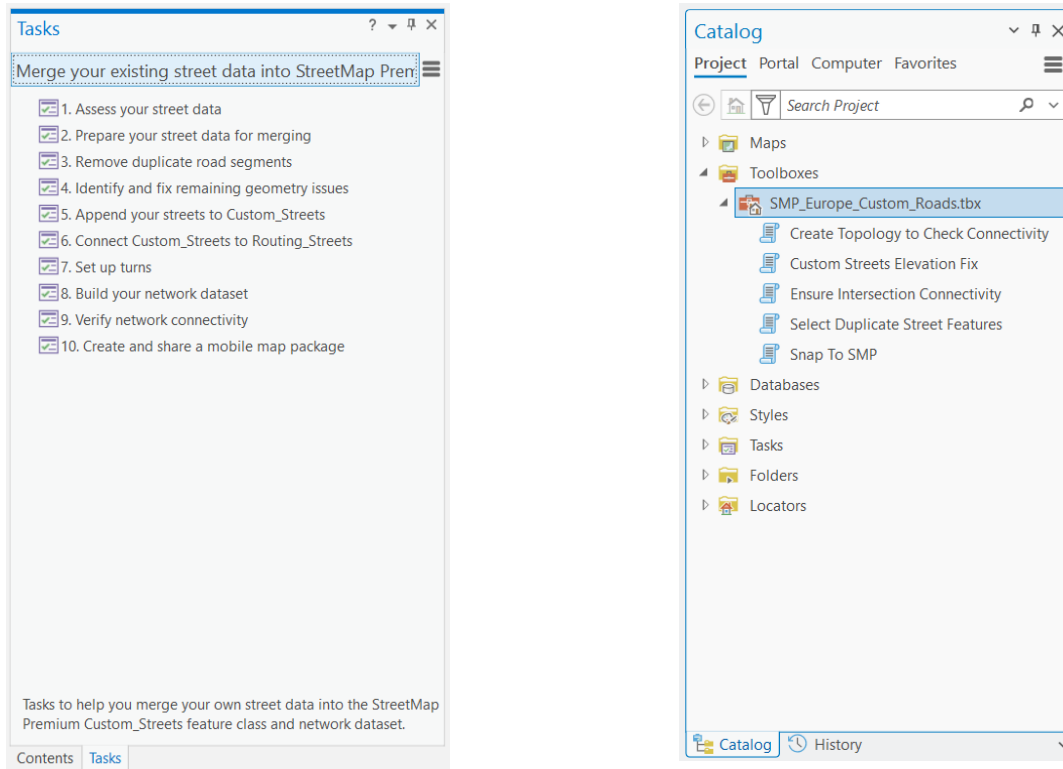 Tasks
?
Merge your existing street data into StreetMap Prem
1. Assess your street data
2. Prepare your street data for merging
3. Remove duplicate road segments
4. Identify and fix remaining geometry issues
5. Append your streets to Custom_Streets
6. Connect Custom_Streets to Routing_Streets
7. Set up turns
8. Build your network dataset
9. Verify network connectivity
10. Create and share a mobile map package
Tasks to help you merge your own street data into the StreetMap
Premium Custom_Streets feature class and network dataset.
Contents Tasks
Catalog
Project Portal Computer Favorites
Search Project
Maps
Toolboxes
SMP_Europe_Custom_Roads.tbx
Create Topology to Check Connectivity
Custom Streets Elevation Fix
Ensure Intersection Connectivity
Select Duplicate Street Features
Snap To SMP
Databases
Styles
Tasks
Folders
Locators
Catalog History